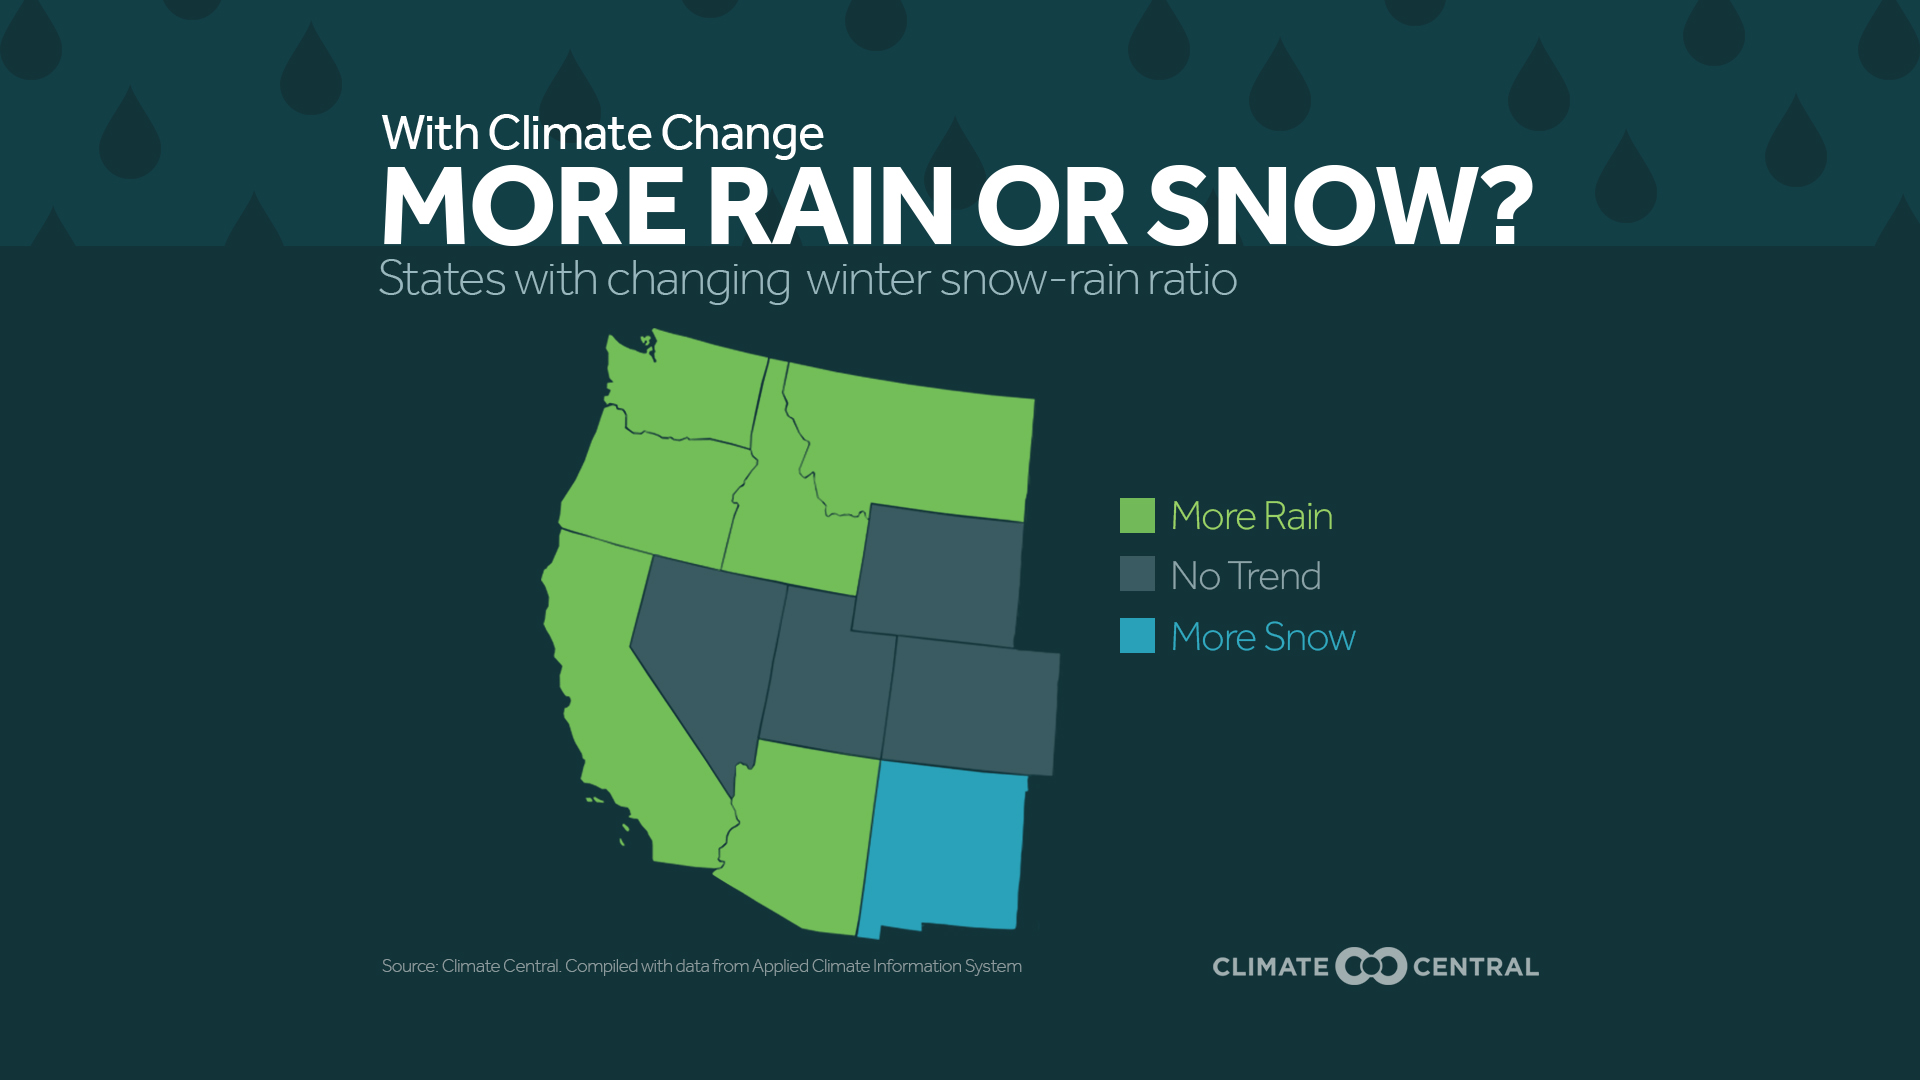 With Climate Change
MORE RAIN OR SNOW?
States with changing winter snow-rain ratio
More Rain
No Trend
More Snow
Source: Climate Central. Compiled with data from Applied Climate Information System
CLIMATE CENTRAL